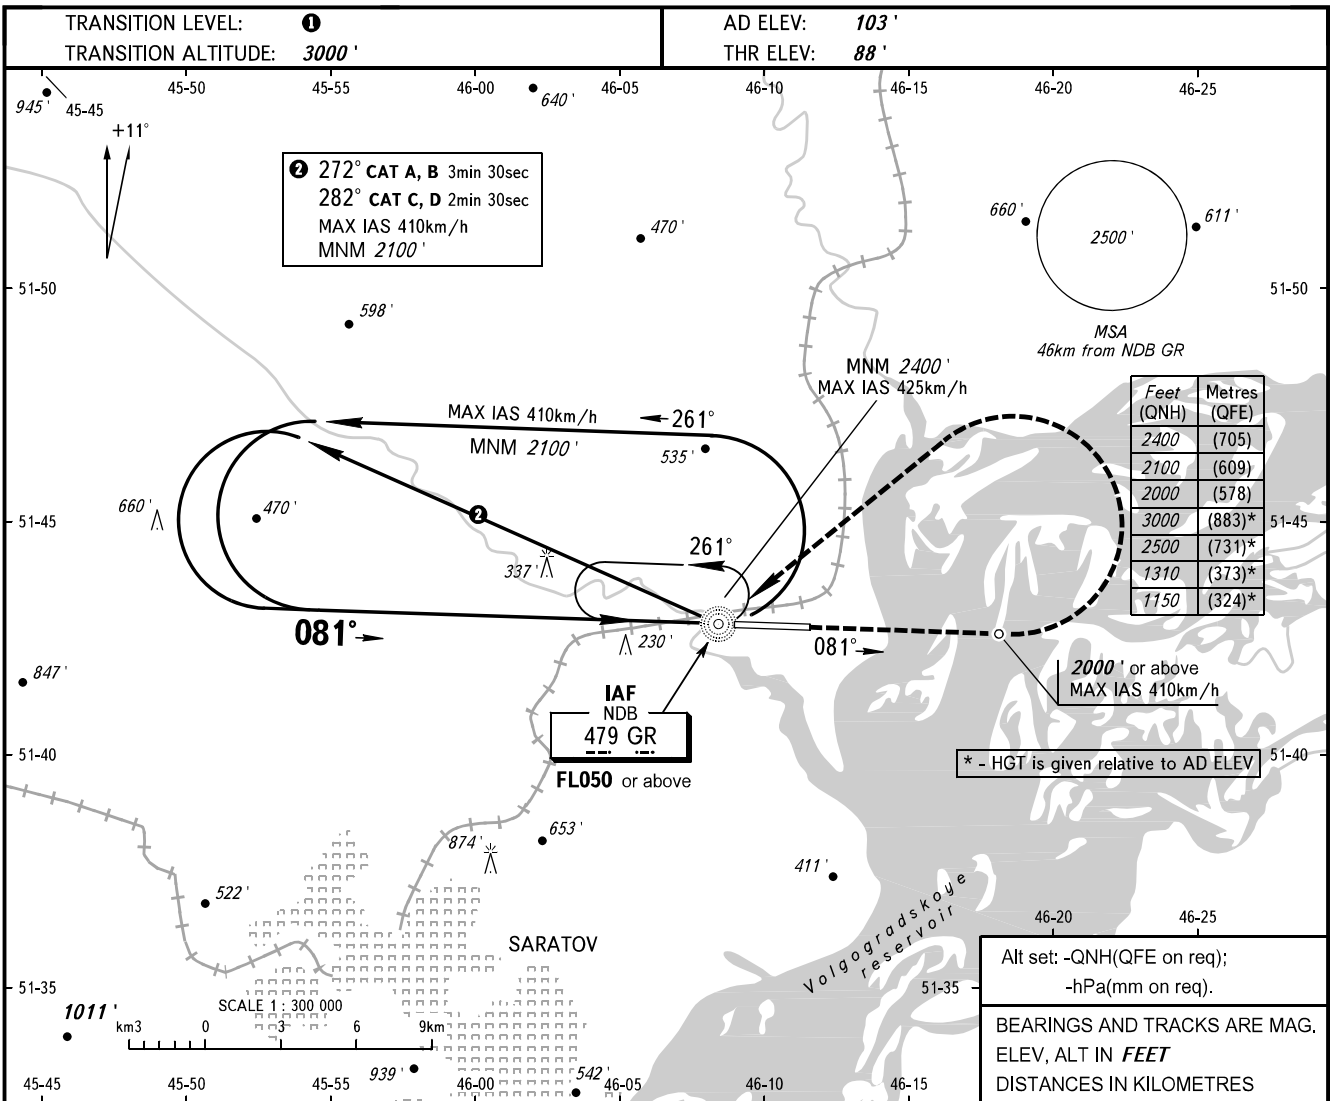 TRANSITION LEVEL: ❶
TRANSITION ALTITUDE: 3000 '
AD ELEV: 103 '
THR ELEV: 88 '
45-45
45-50
45-55
46-00
46-05
46-10
46-15
46-20
46-25
945 '
640 '
+11°
❷ 272° CAT A, B 3min 30sec
282° CAT C, D 2min 30sec
MAX IAS 410km/h
MNM 2100 '
470 '
660 '
611 '
2500 '
MSA
46km from NDB GR
51-50
51-50
598 '
MNM 2400 '
MAX IAS 425km/h
Feet (QNH) Metres (QFE)
2400 (705)
2100 (609)
2000 (578)
3000 (883)*
2500 (731)*
1310 (373)*
1150 (324)*
MAX IAS 410km/h
261°
MNM 2100 '
535 '
660 '
470 '
❷
51-45
51-45
337 '
261°
081°
230 '
081°
847 '
2000 ' or above
MAX IAS 410km/h
IAF
NDB
479 GR
FL050 or above
51-40
51-40
* - HGT is given relative to AD ELEV
874 '
653 '
411 '
522 '
SARATOV
Volgogradskoye
reservoir
46-20
46-25
51-35
51-35
Alt set: -QNH(QFE on req);
-hPa(mm on req).
1011 '
SCALE 1 : 300 000
km3 0 3 6 9km
939 '
542 '
BEARINGS AND TRACKS ARE MAG.
ELEV, ALT IN FEET
DISTANCES IN KILOMETRES
45-45
45-50
45-55
46-00
46-05
46-10
46-15